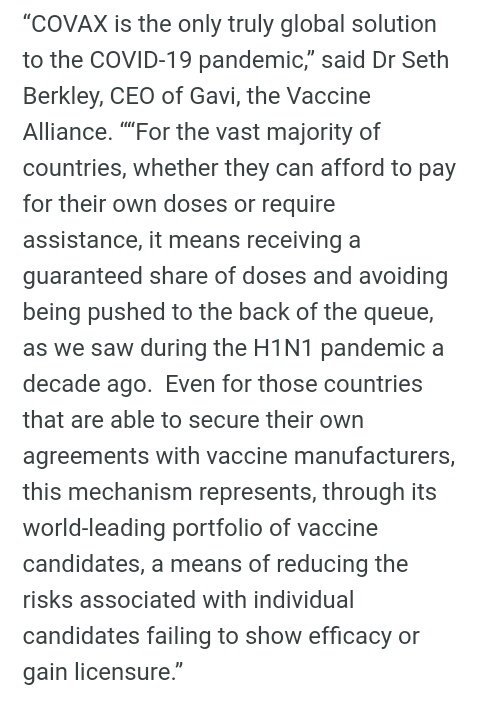 “COVAX is the only truly global solution
to the COVID-19 pandemic,” said Dr Seth
Berkley, CEO of Gavi, the Vaccine
Alliance. ““For the vast majority of
countries, whether they can afford to pay
for their own doses or require
assistance, it means receiving a
guaranteed share of doses and avoiding
being pushed to the back of the queue,
as we saw during the H1N1 pandemic a
decade ago.  Even for those countries
that are able to secure their own
agreements with vaccine manufacturers,
this mechanism represents, through its
world-leading portfolio of vaccine
candidates, a means of reducing the
risks associated with individual
candidates failing to show efficacy or
gain licensure.”